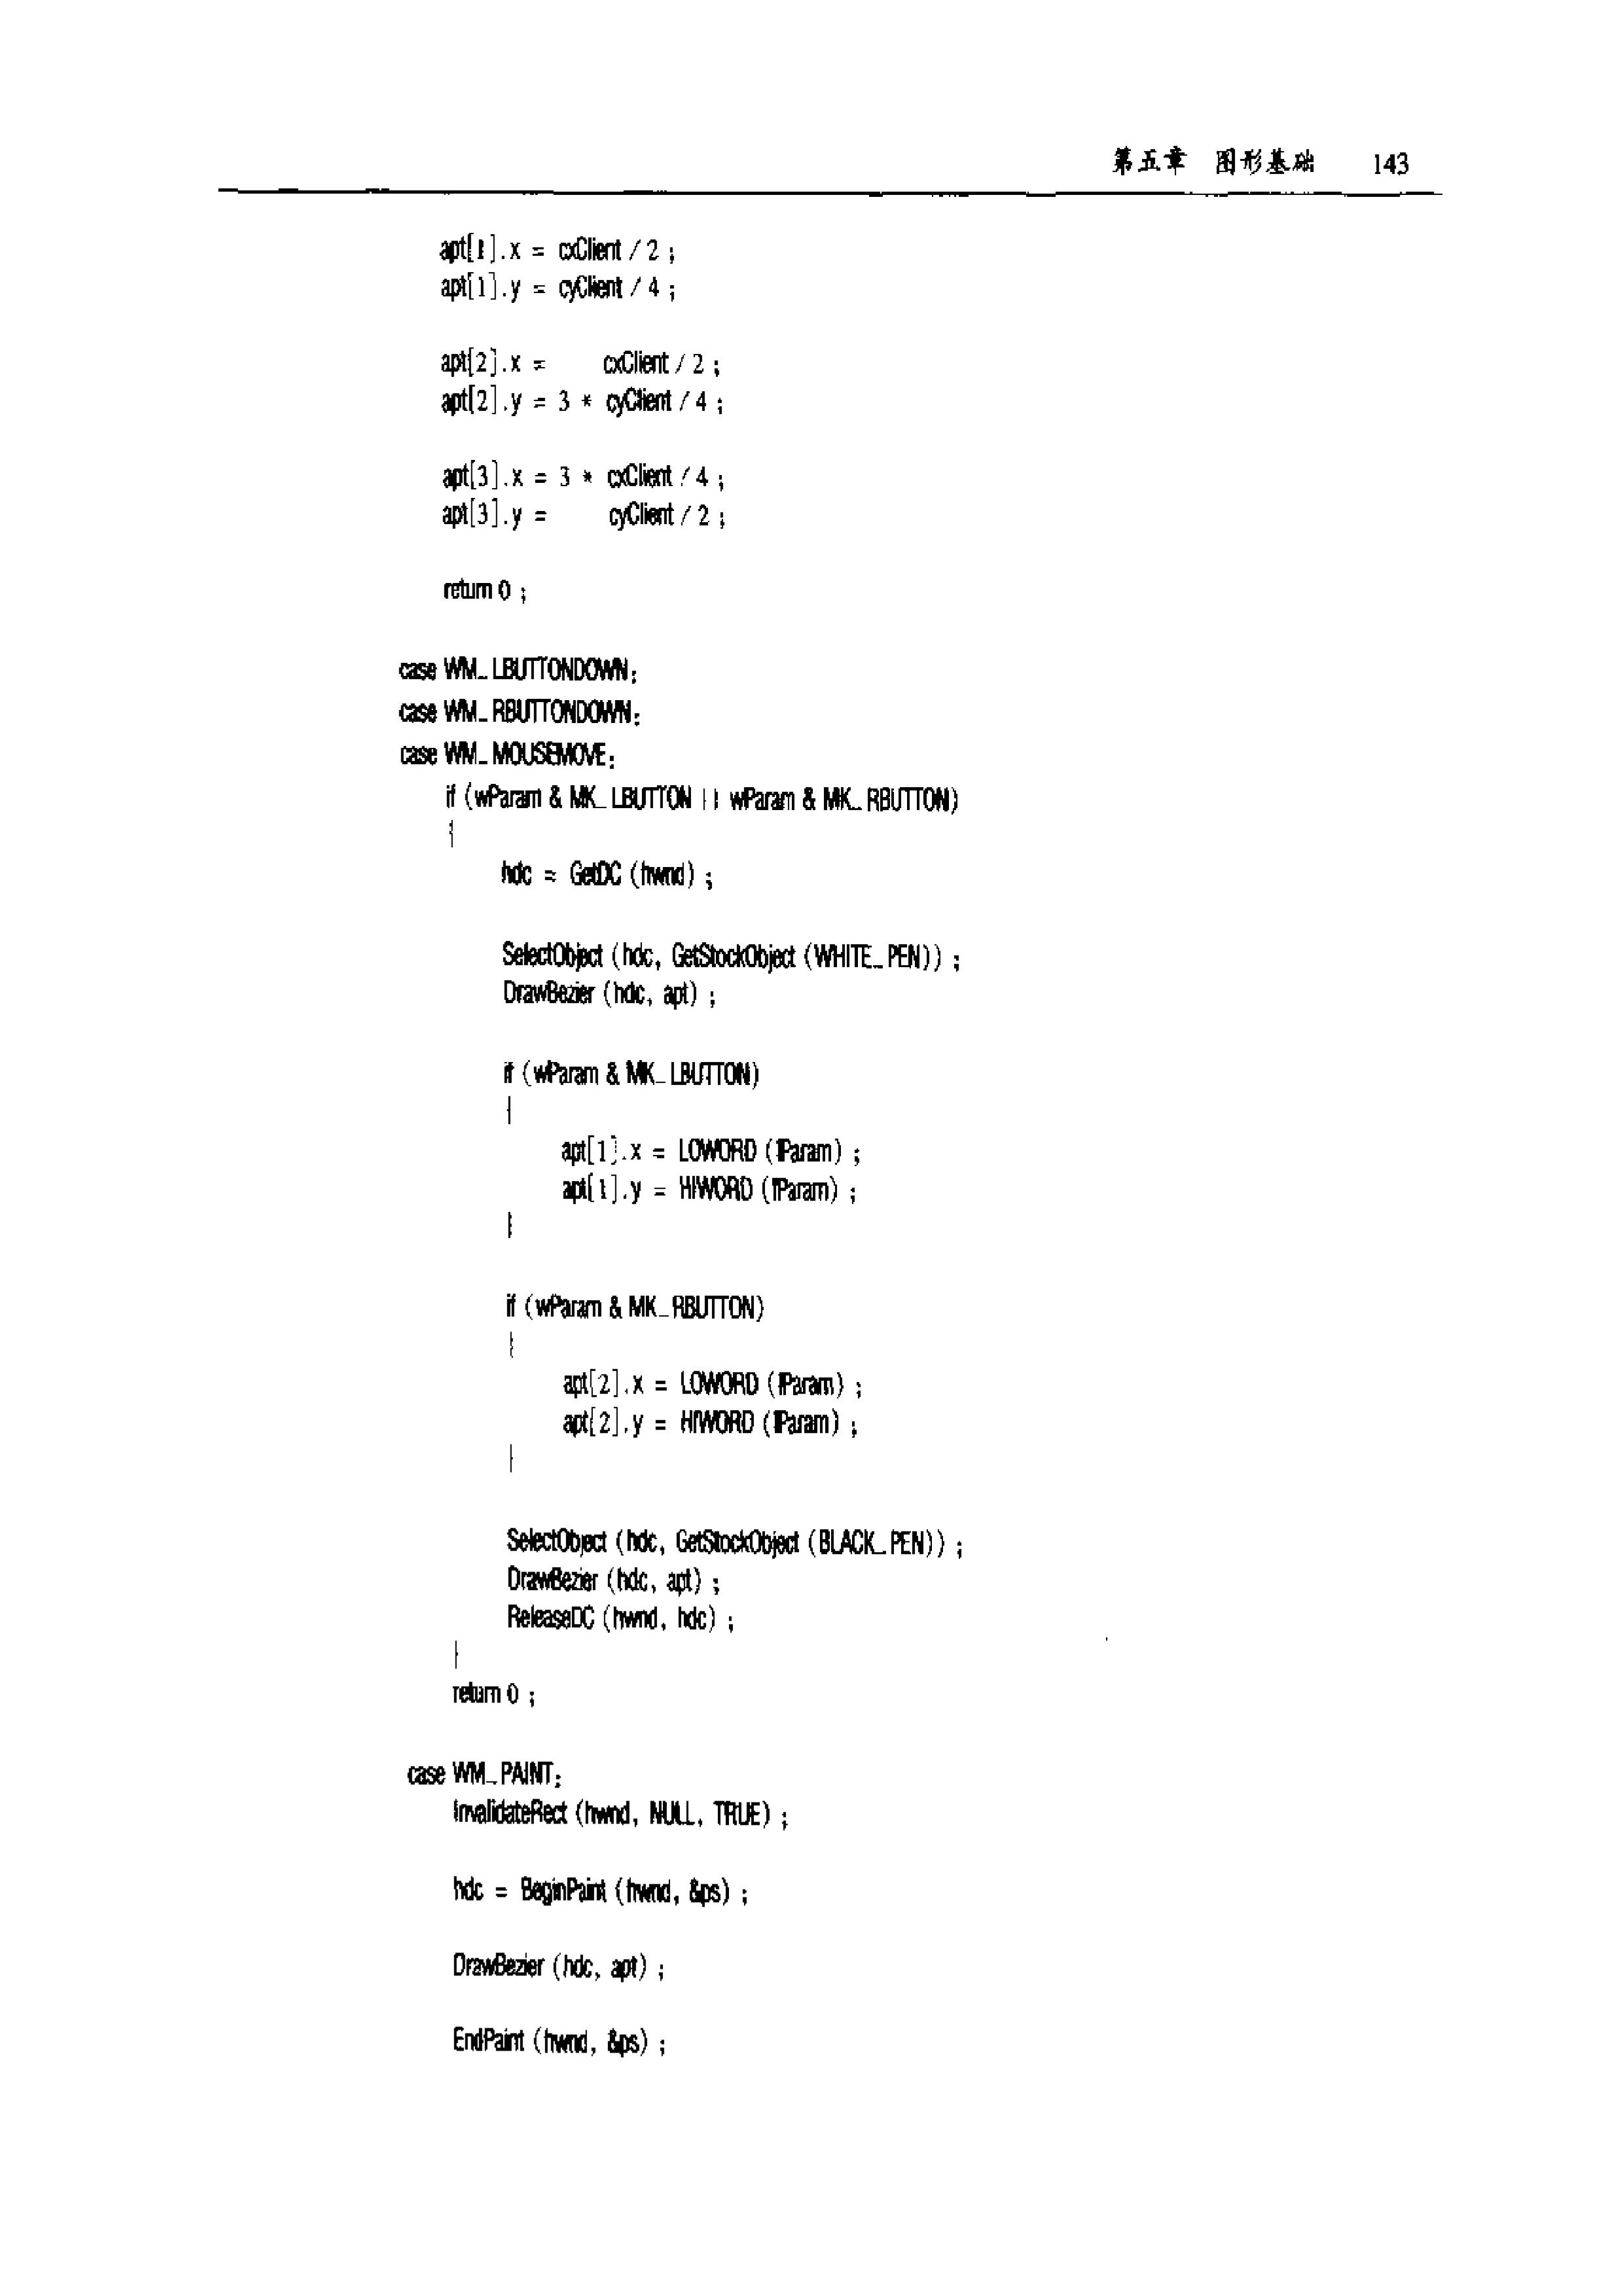 第五章 图形基础 143
apt[1].x = cxClient / 2 ;
apt[1].y = cyClient / 4 ;
apt[2].x = cxClient / 2 ;
apt[2].y = 3 * cyClient / 4 ;
apt[3].x = 3 * cxClient / 4 ;
apt[3].y = cyClient / 2 ;
return 0 ;
case WM_LBUTTONDOWN:
case WM_RBUTTONDOWN:
case WM_MOUSEMOVE:
if (wParam & MK_LBUTTON || wParam & MK_RBUTTON)
{
hdc = GetDC (hwnd) ;
SelectObject (hdc, GetStockObject (WHITE_PEN)) ;
DrawBezier (hdc, apt) ;
if (wParam & MK_LBUTTON)
{
apt[1].x = LOWORD (lParam) ;
apt[1].y = HIWORD (lParam) ;
}
if (wParam & MK_RBUTTON)
{
apt[2].x = LOWORD (lParam) ;
apt[2].y = HIWORD (lParam) ;
}
SelectObject (hdc, GetStockObject (BLACK_PEN)) ;
DrawBezier (hdc, apt) ;
ReleaseDC (hwnd, hdc) ;
}
return 0 ;
case WM_PAINT:
InvalidateRect (hwnd, NULL, TRUE) ;
hdc = BeginPaint (hwnd, &ps) ;
DrawBezier (hdc, apt) ;
EndPaint (hwnd, &ps) ;